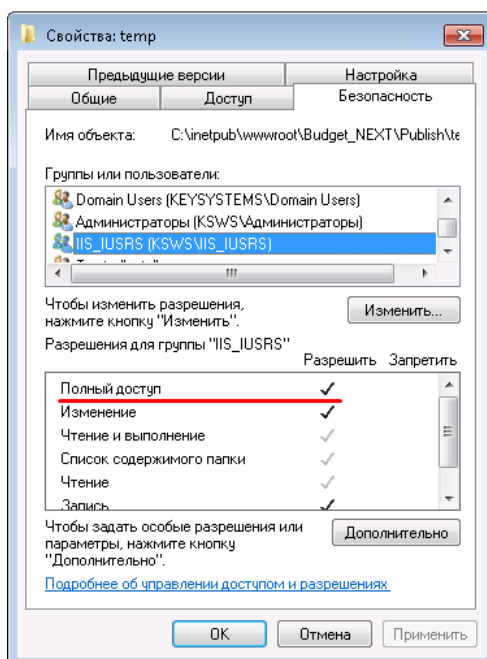 Свойства: temp
Предыдущие версии
Настройка
Общие
Доступ
Безопасность
Имя объекта: C:\inetpub\wwwroot\Budget_NEXT\Publish\te
Группы или пользователи:
Domain Users (KEYSYSTEMS\Domain Users)
Администраторы (KSWS\Администраторы)
IIS_IUSRS (KSWS\IIS_IUSRS)
Чтобы изменить разрешения,
нажмите кнопку "Изменить".
Изменить...
Разрешения для группы "IIS_IUSRS"
Разрешить Запретить
Полный доступ
Изменение
Чтение и выполнение
Список содержимого папки
Чтение
Запись
Чтобы задать особые разрешения или
параметры, нажмите кнопку
"Дополнительно".
Дополнительно
Подробнее об управлении доступом и разрешениях
OK
Отмена
Применить